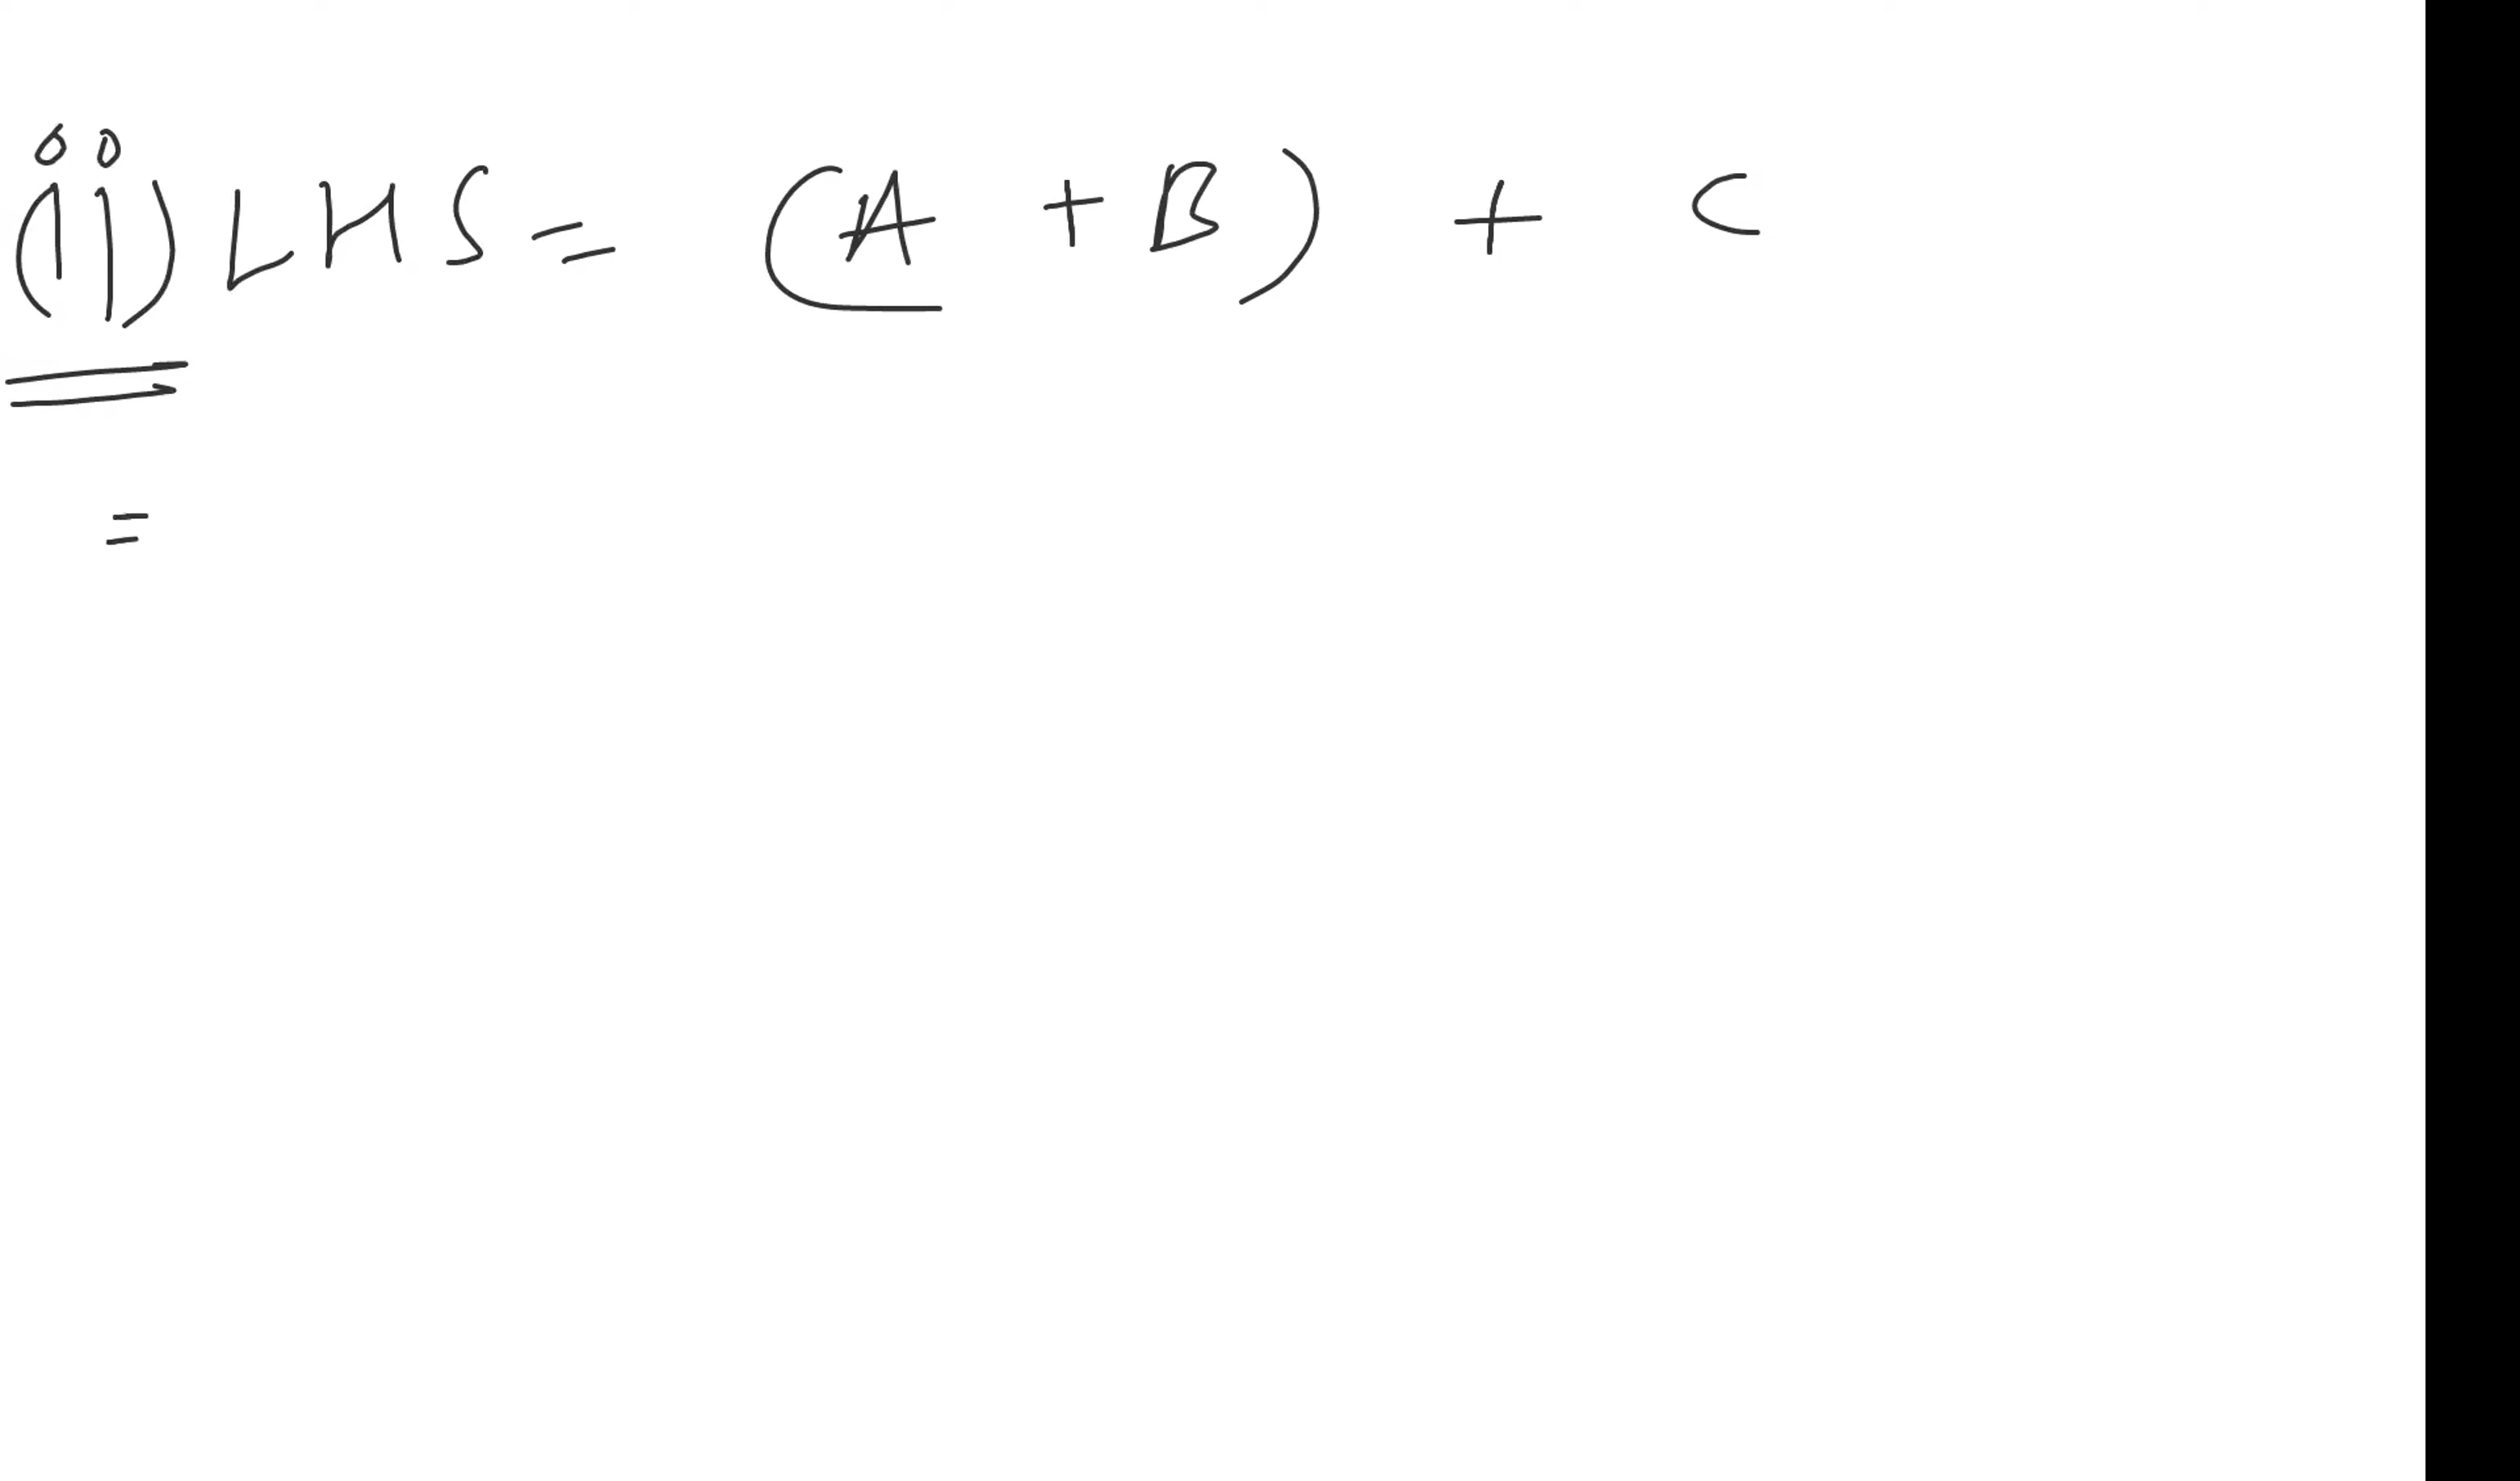 (ii) LHS = (A + B) + C
=